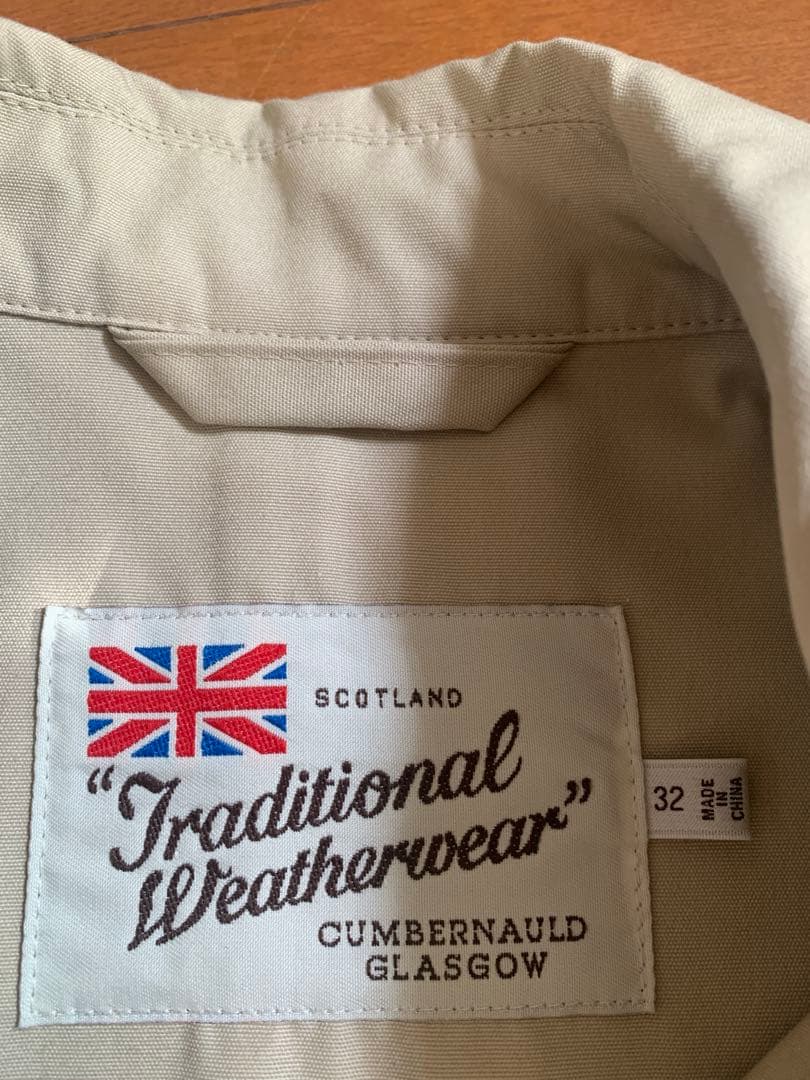 SCOTLAND
"Traditional
Weatherwear"
CUMBERNAULD
GLASGOW
32
MADE
IN
CHINA